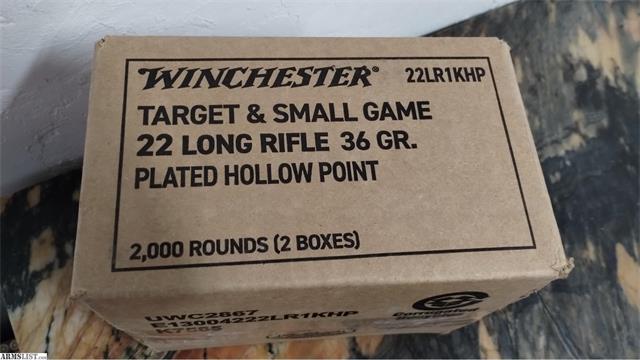 WINCHESTER® 22LR1KHP
TARGET & SMALL GAME
22 LONG RIFLE 36 GR.
PLATED HOLLOW POINT
2,000 ROUNDS (2 BOXES)
UWC2867
E13004222LR1KHP
Corrugated
ARMSLIST.COM